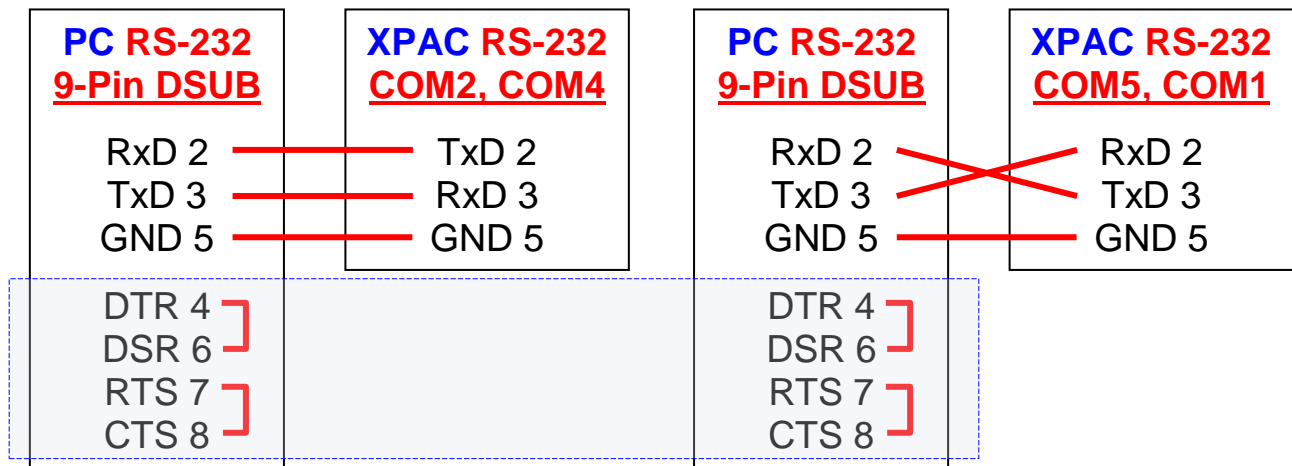 PC RS-232
9-Pin DSUB
RxD 2
TxD 3
GND 5
DTR 4
DSR 6
RTS 7
CTS 8
XPAC RS-232
COM2, COM4
TxD 2
RxD 3
GND 5
PC RS-232
9-Pin DSUB
RxD 2
TxD 3
GND 5
DTR 4
DSR 6
RTS 7
CTS 8
XPAC RS-232
COM5, COM1
RxD 2
TxD 3
GND 5